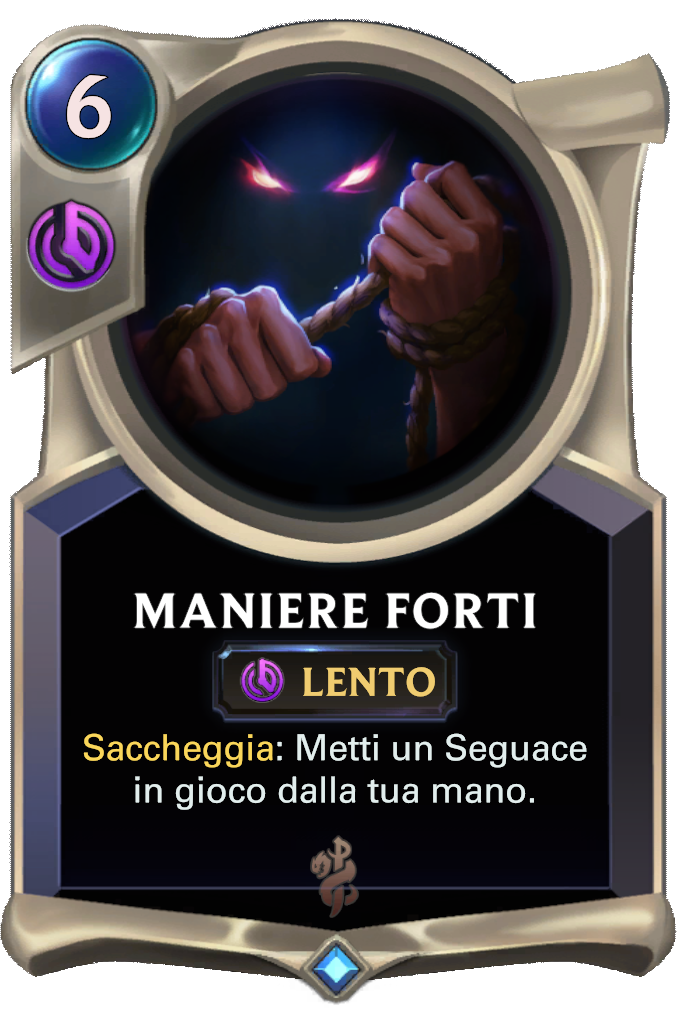 6
MANIERE FORTI
LENTO
Saccheggia: Metti un Seguace
in gioco dalla tua mano.